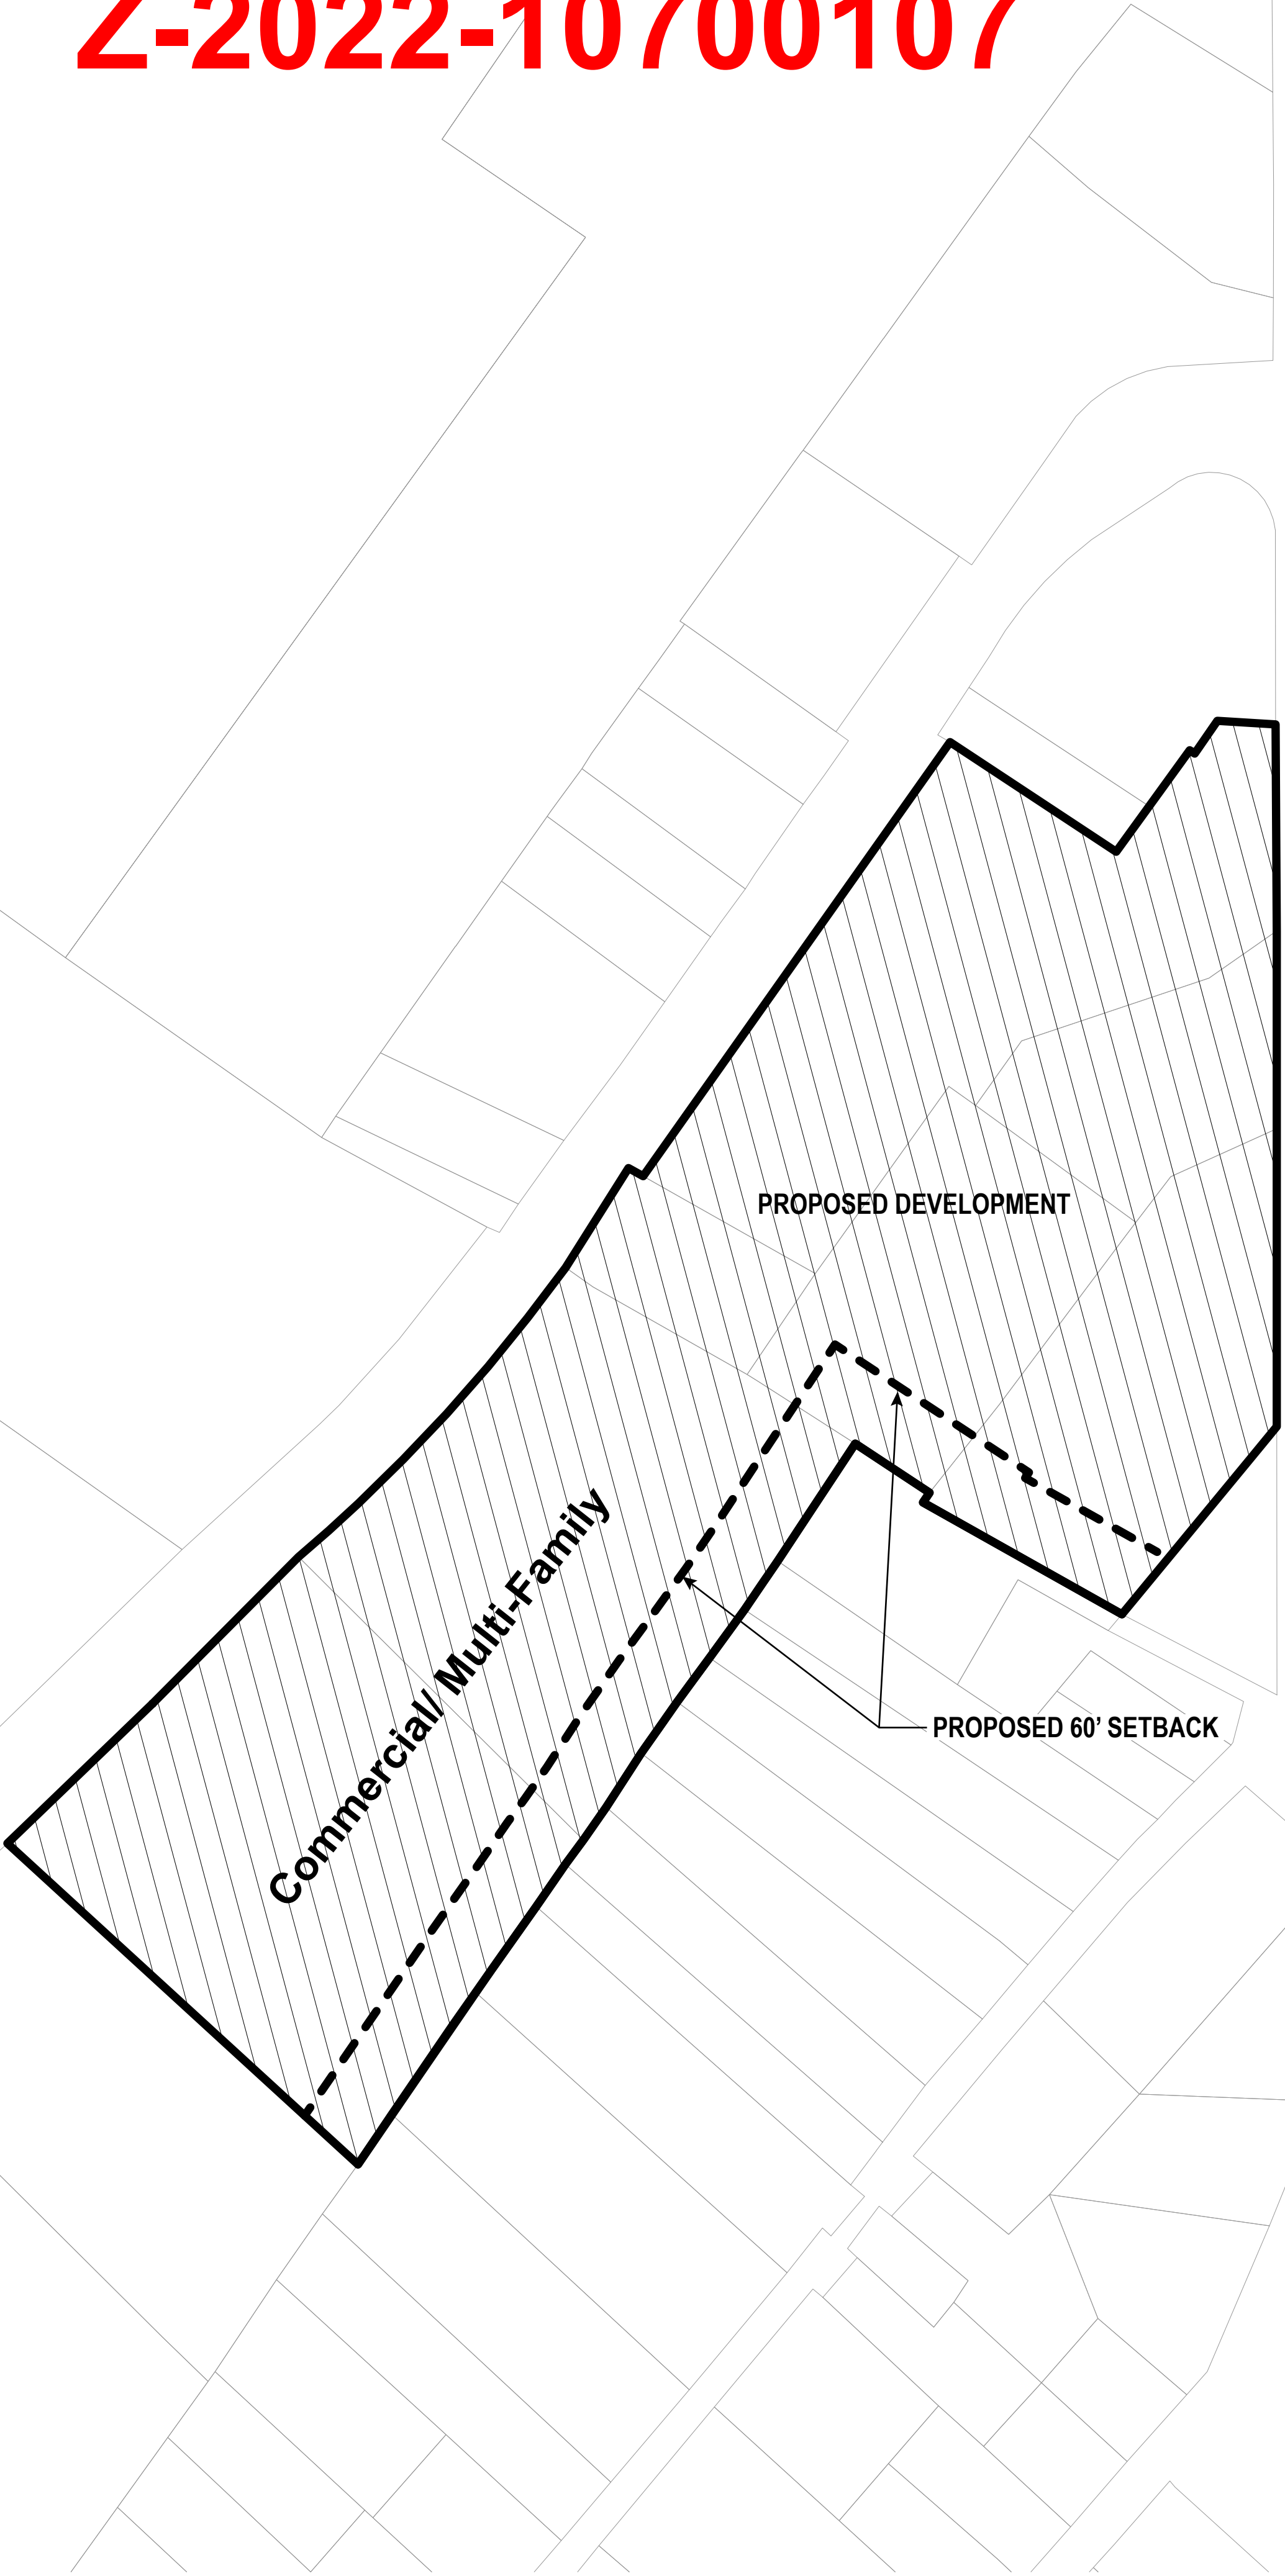 Z-2022-10700107
PROPOSED DEVELOPMENT
Commercial/ Multi-Family
PROPOSED 60’ SETBACK